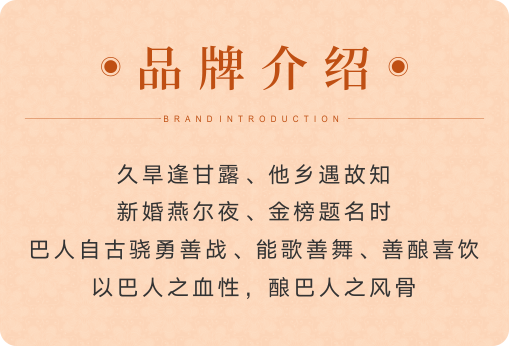 品牌介绍
BRAND INTRODUCTION
久旱逢甘露、他乡遇故知
新婚燕尔夜、金榜题名时
巴人自古骁勇善战、能歌善舞、善酿喜饮
以巴人之血性，酿巴人之风骨